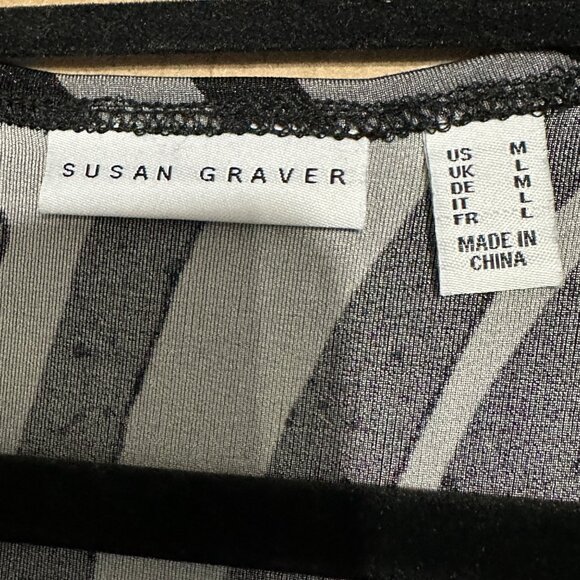 SUSAN GRAVER
US M
UK L
DE M
IT L
FR L
MADE IN
CHINA